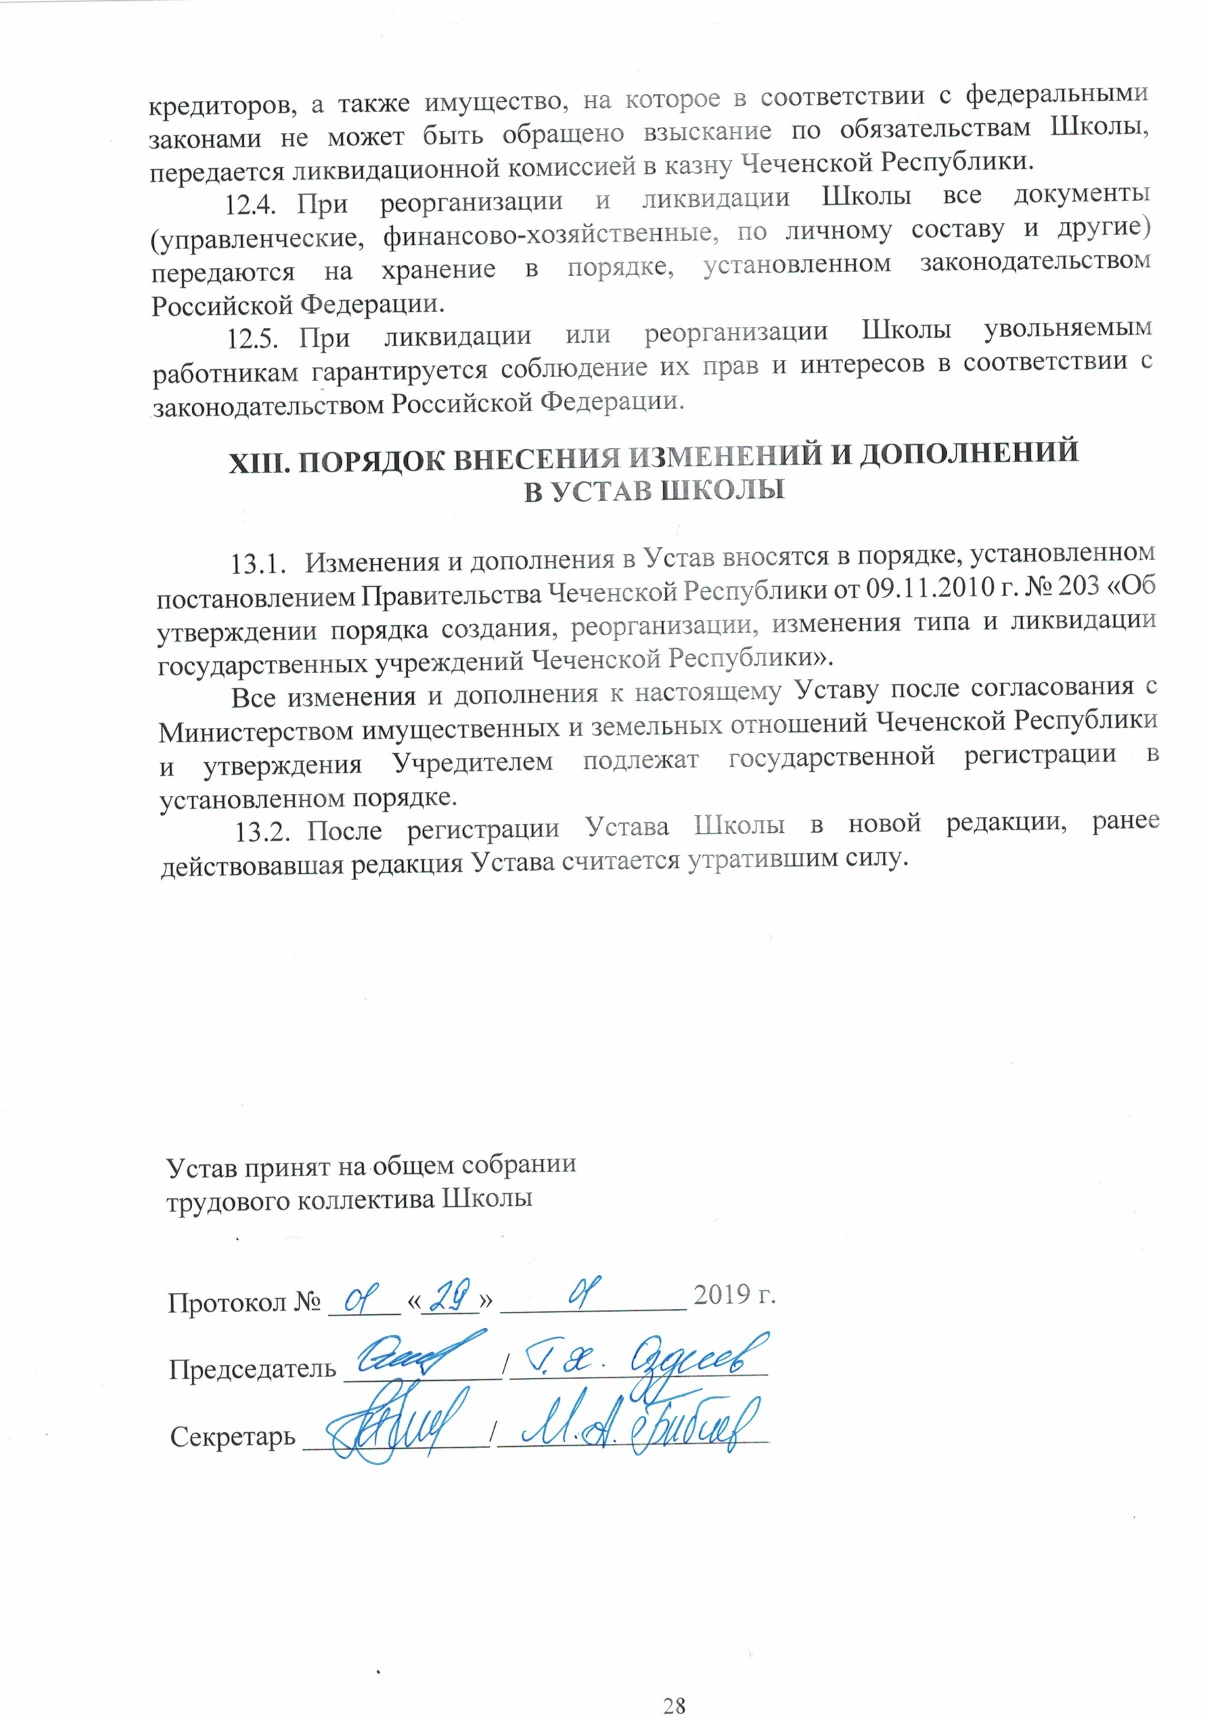 кредиторов, а также имущество, на которое в соответствии с федеральными
законами не может быть обращено взыскание по обязательствам Школы,
передается ликвидационной комиссией в казну Чеченской Республики.
12.4. При реорганизации и ликвидации Школы все документы
(управленческие, финансово-хозяйственные, по личному составу и другие)
передаются на хранение в порядке, установленном законодательством
Российской Федерации.
12.5. При ликвидации или реорганизации Школы увольняемым
работникам гарантируется соблюдение их прав и интересов в соответствии с
законодательством Российской Федерации.
XIII. ПОРЯДОК ВНЕСЕНИЯ ИЗМЕНЕНИЙ И ДОПОЛНЕНИЙ
В УСТАВ ШКОЛЫ
13.1. Изменения и дополнения в Устав вносятся в порядке, установленном
постановлением Правительства Чеченской Республики от 09.11.2010 г. № 203 «Об
утверждении порядка создания, реорганизации, изменения типа и ликвидации
государственных учреждений Чеченской Республики».
Все изменения и дополнения к настоящему Уставу после согласования с
Министерством имущественных и земельных отношений Чеченской Республики
и утверждения Учредителем подлежат государственной регистрации в
установленном порядке.
13.2. После регистрации Устава Школы в новой редакции, ранее
действовавшая редакция Устава считается утратившим силу.
Устав принят на общем собрании
трудового коллектива Школы
Протокол № 01 «29» 01 2019 г.
Председатель / Г.Х.
Секретарь / М.А.
28